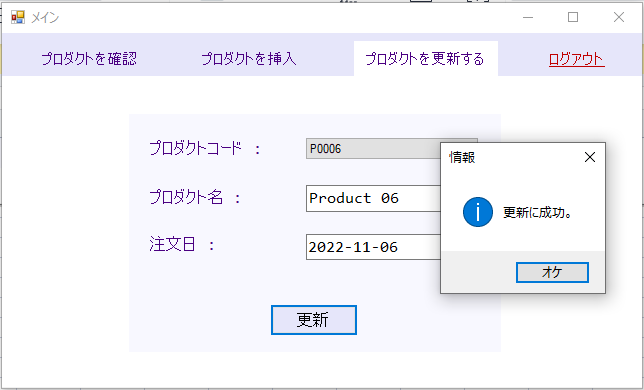 メイン
プロダクトを確認 プロダクトを挿入 プロダクトを更新する ログアウト
プロダクトコード : P0006
プロダクト名 : Product 06
注文日 : 2022-11-06
更新
情報
更新に成功。
オケ